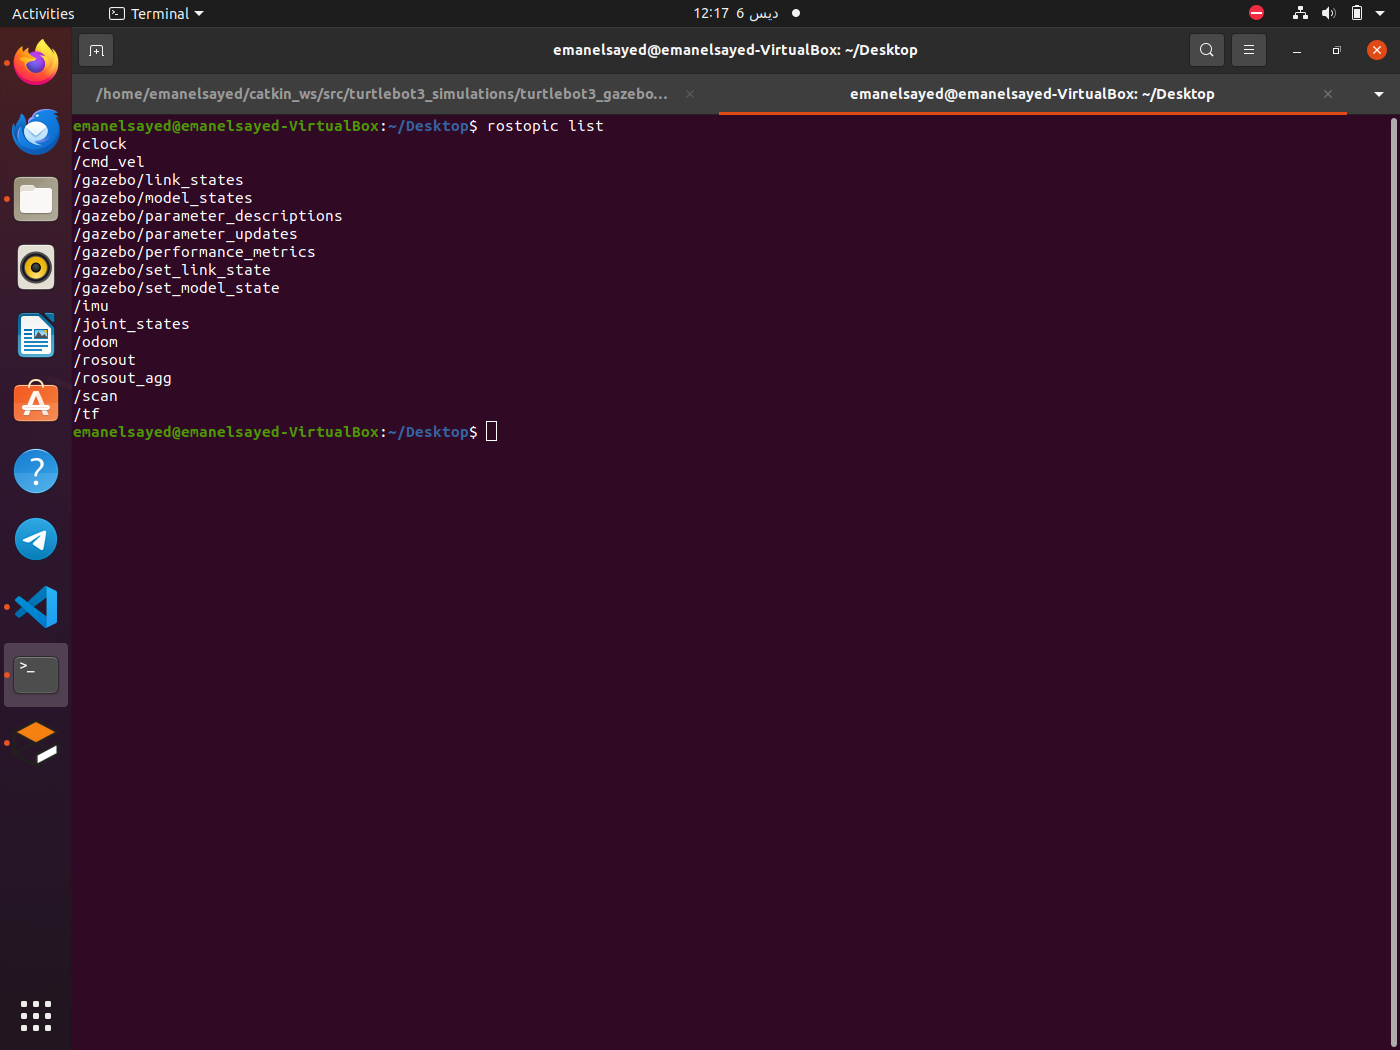 Activities
Terminal
12:17 6 ديس
emanelsayed@emanelsayed-VirtualBox: ~/Desktop
/home/emanelsayed/catkin_ws/src/turtlebot3_simulations/turtlebot3_gazebo...
emanelsayed@emanelsayed-VirtualBox: ~/Desktop
emanelsayed@emanelsayed-VirtualBox:~/Desktop$ rostopic list
/clock
/cmd_vel
/gazebo/link_states
/gazebo/model_states
/gazebo/parameter_descriptions
/gazebo/parameter_updates
/gazebo/performance_metrics
/gazebo/set_link_state
/gazebo/set_model_state
/imu
/joint_states
/odom
/rosout
/rosout_agg
/scan
/tf
emanelsayed@emanelsayed-VirtualBox:~/Desktop$